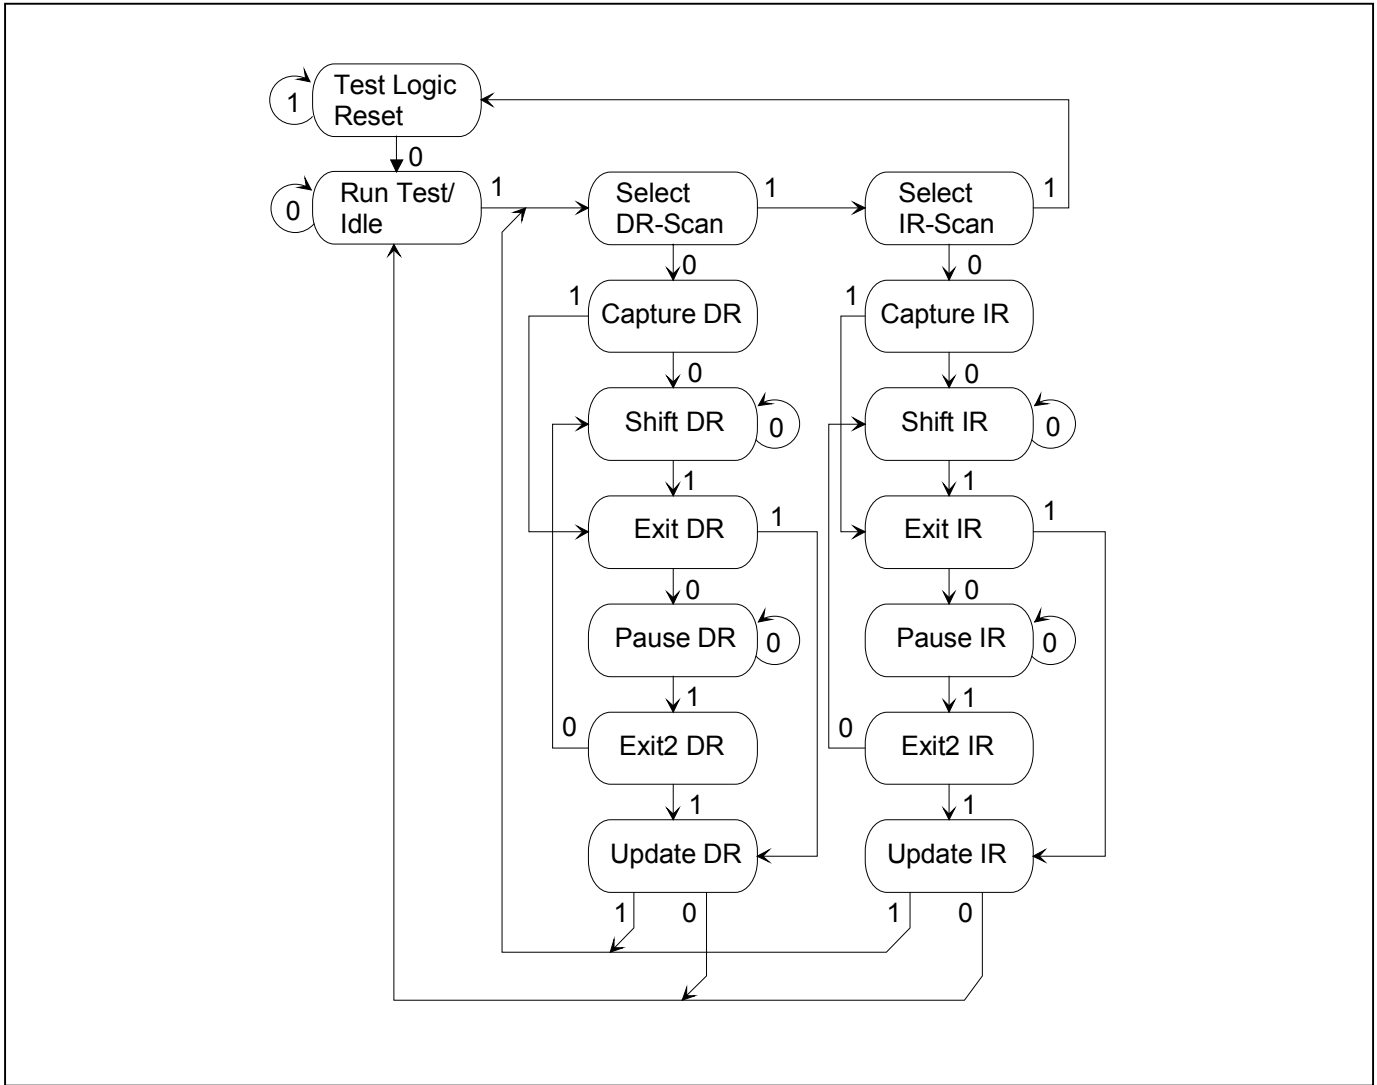 Test Logic
Reset
1
0
Run Test/
Idle
0
1
Select
DR-Scan
1
Select
IR-Scan
1
0
0
1
Capture DR
1
Capture IR
0
0
Shift DR
0
Shift IR
0
1
1
Exit DR
1
Exit IR
1
0
0
Pause DR
0
Pause IR
0
1
1
0
Exit2 DR
0
Exit2 IR
1
1
Update DR
Update IR
1
0
1
0